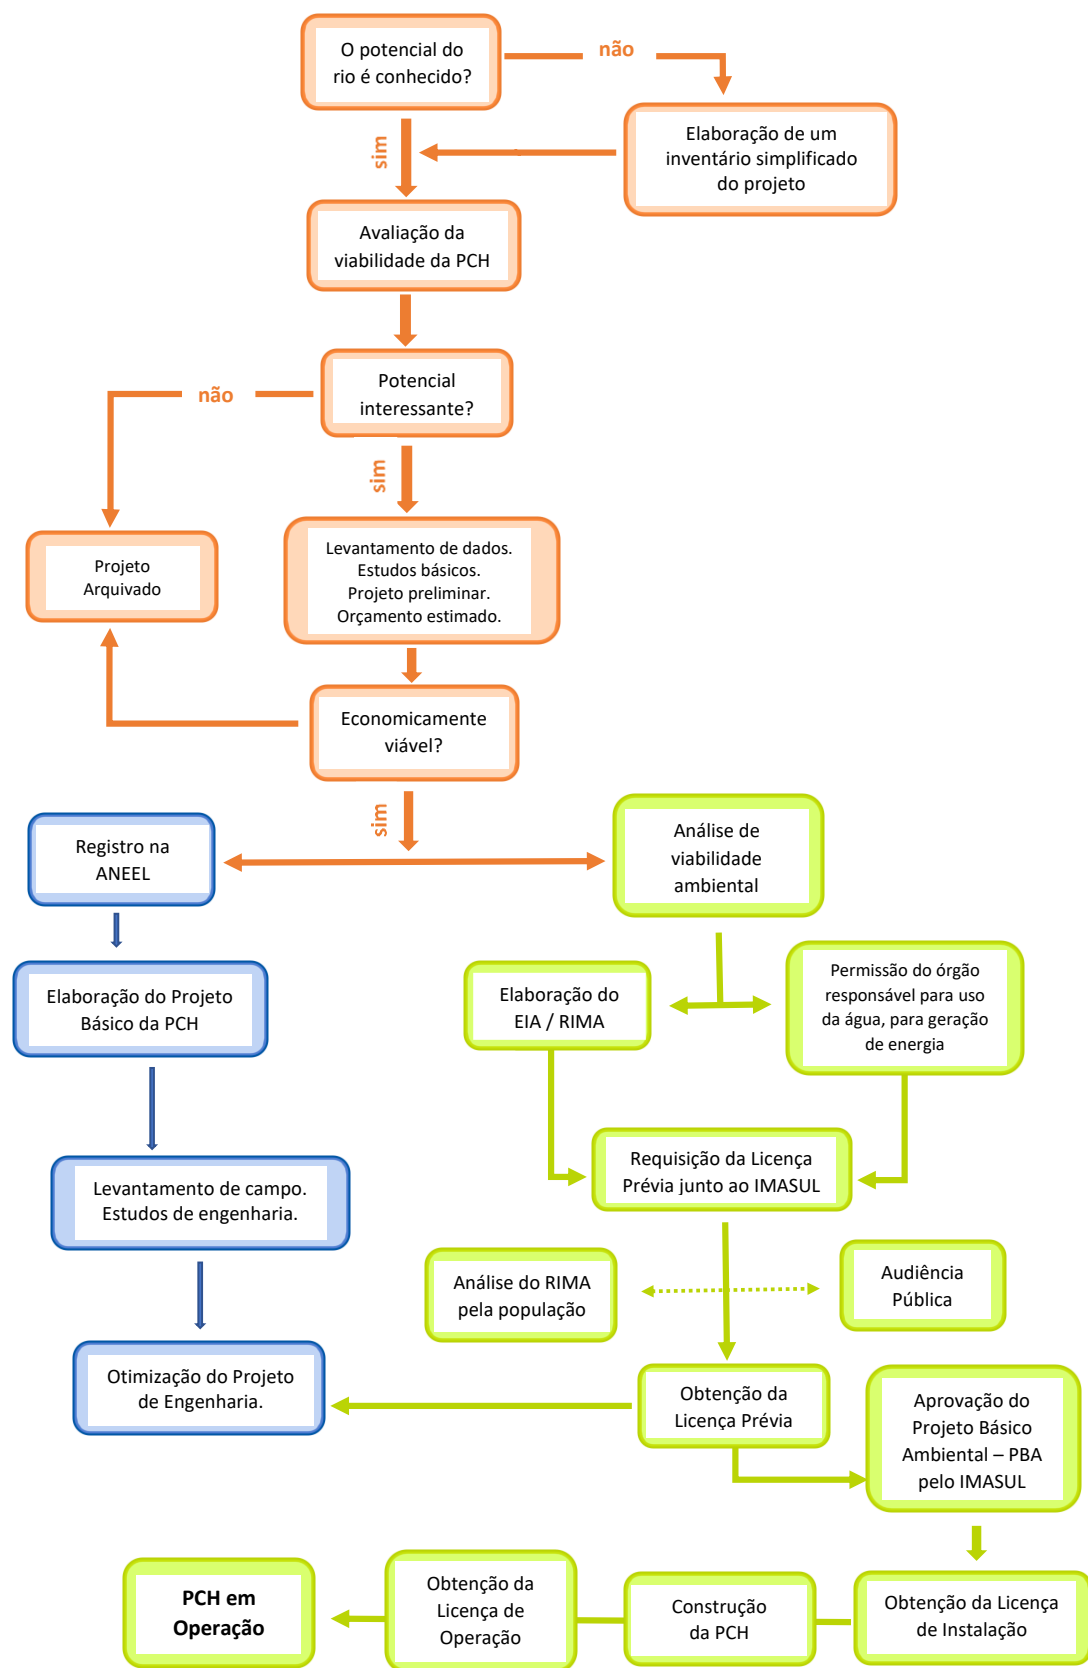 O potencial do
rio é conhecido?
não
Elaboração de um
inventário simplificado
do projeto
sim
Avaliação da
viabilidade da PCH
Potencial
interessante?
não
sim
Levantamento de dados.
Estudos básicos.
Projeto preliminar.
Orçamento estimado.
Projeto
Arquivado
Economicamente
viável?
sim
Registro na
ANEEL
Análise de
viabilidade
ambiental
Elaboração do Projeto
Básico da PCH
Elaboração do
EIA / RIMA
Permissão do órgão
responsável para uso
da água, para geração
de energia
Levantamento de campo.
Estudos de engenharia.
Requisição da Licença
Prévia junto ao IMASUL
Análise do RIMA
pela população
Audiência
Pública
Otimização do Projeto
de Engenharia.
Obtenção da
Licença Prévia
Aprovação do
Projeto Básico
Ambiental – PBA
pelo IMASUL
PCH em
Operação
Obtenção da
Licença de
Operação
Construção
da PCH
Obtenção da Licença
de Instalação